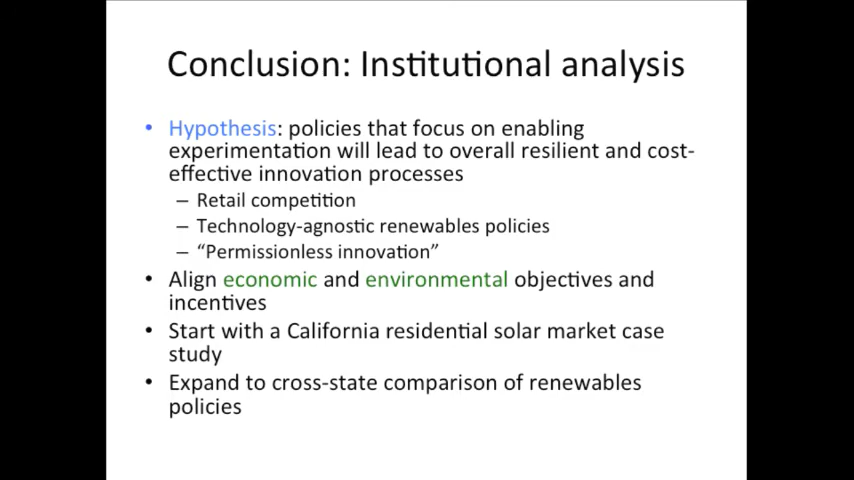 Conclusion: Institutional analysis
• Hypothesis: policies that focus on enabling
experimentation will lead to overall resilient and cost-
effective innovation processes
– Retail competition
– Technology-agnostic renewables policies
– “Permissionless innovation”
• Align economic and environmental objectives and
incentives
• Start with a California residential solar market case
study
• Expand to cross-state comparison of renewables
policies